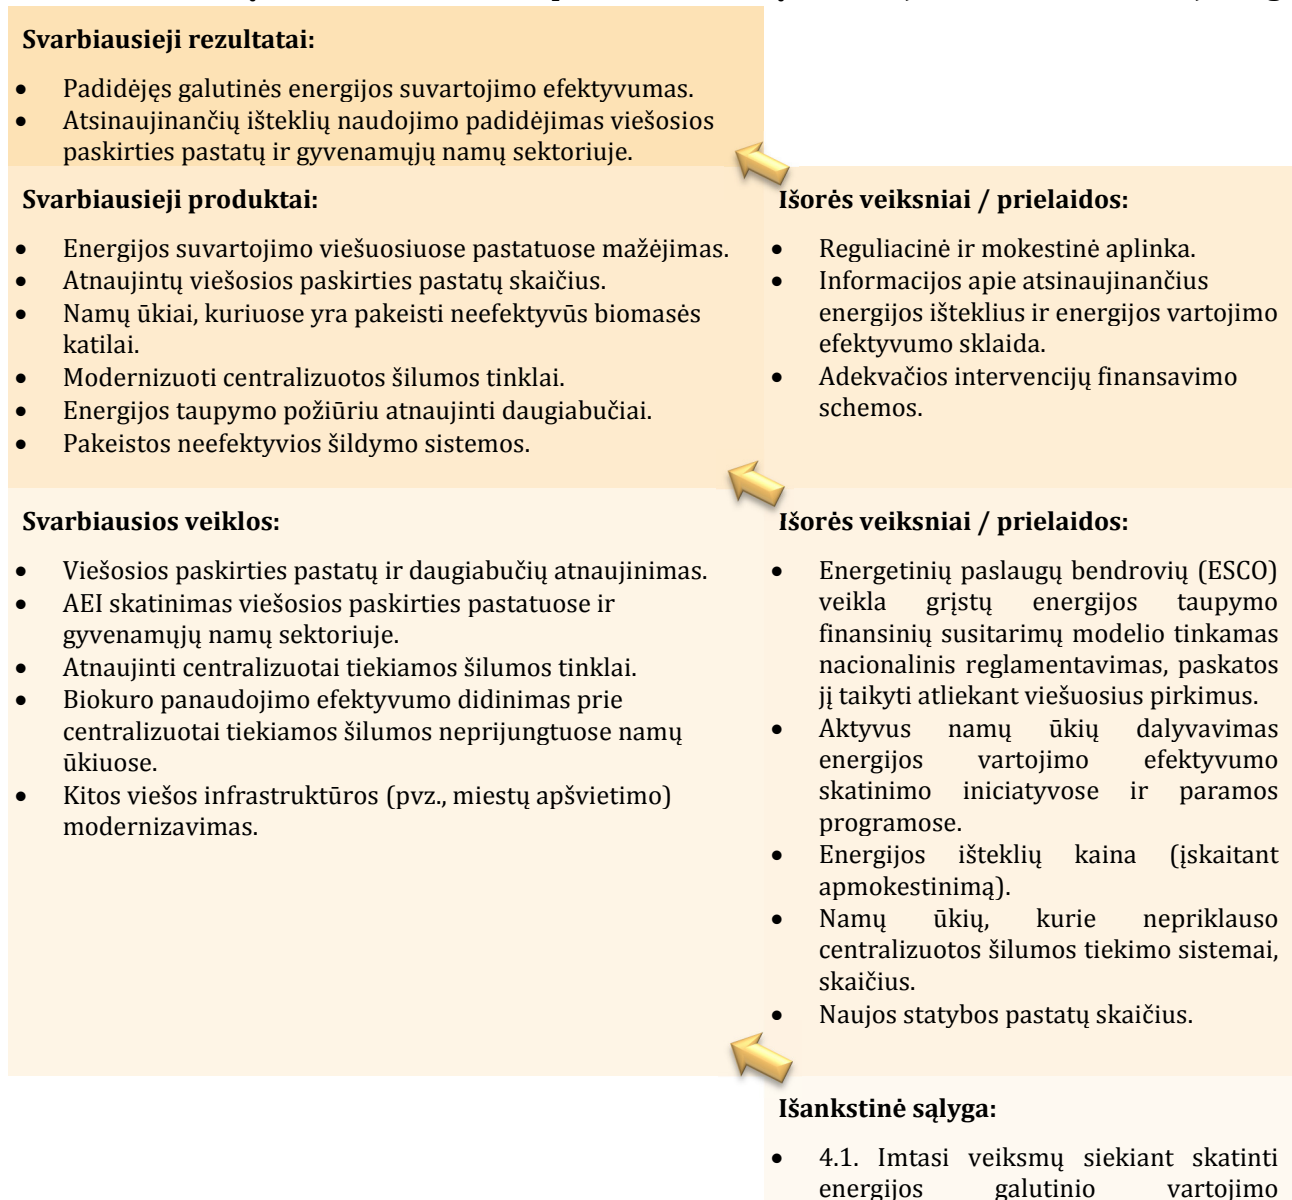 Svarbiausieji rezultatai:
• Padidėjęs galutinės energijos suvartojimo efektyvumas.
• Atsinaujinančių išteklių naudojimo padidėjimas viešosios
paskirties pastatų ir gyvenamųjų namų sektoriuje.
Svarbiausieji produktai:
• Energijos suvartojimo viešuosiuose pastatuose mažėjimas.
• Atnaujintų viešosios paskirties pastatų skaičius.
• Namų ūkiai, kuriuose yra pakeisti neefektyvūs biomasės
katilai.
• Modernizuoti centralizuotos šilumos tinklai.
• Energijos taupymo požiūriu atnaujinti daugiabučiai.
• Pakeistos neefektyvios šildymo sistemos.
Išorės veiksniai / prielaidos:
• Reguliacinė ir mokestinė aplinka.
• Informacijos apie atsinaujinančius
energijos išteklius ir energijos vartojimo
efektyvumo sklaida.
• Adekvačios intervencijų finansavimo
schemos.
Svarbiausios veiklos:
• Viešosios paskirties pastatų ir daugiabučių atnaujinimas.
• AEI skatinimas viešosios paskirties pastatuose ir
gyvenamųjų namų sektoriuje.
• Atnaujinti centralizuotai tiekiamos šilumos tinklai.
• Biokuro panaudojimo efektyvumo didinimas prie
centralizuotai tiekiamos šilumos neprijungtuose namų
ūkiuose.
• Kitos viešos infrastruktūros (pvz., miestų apšvietimo)
modernizavimas.
Išorės veiksniai / prielaidos:
• Energetinių paslaugų bendrovių (ESCO)
veikla grįstų energijos taupymo
finansinių susitarimų modelio tinkamas
nacionalinis reglamentavimas, paskatos
jį taikyti atliekant viešuosius pirkimus.
• Aktyvus namų ūkių dalyvavimas
energijos vartojimo efektyvumo
skatinimo iniciatyvose ir paramos
programose.
• Energijos išteklių kaina (įskaitant
apmokestinimą).
• Namų ūkių, kurie nepriklauso
centralizuotos šilumos tiekimo sistemai,
skaičius.
• Naujos statybos pastatų skaičius.
Išankstinė sąlyga:
• 4.1. Imtasi veiksmų siekiant skatinti
energijos galutinio vartojimo